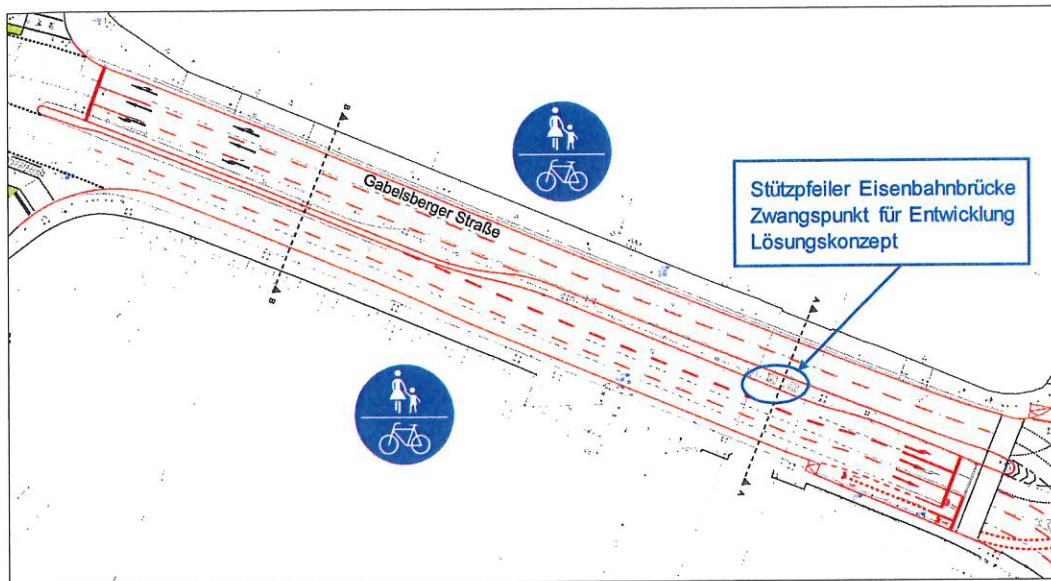 B
Gabelsberger Straße
B
Stützpfeiler Eisenbahnbrücke
Zwangspunkt für Entwicklung
Lösungskonzept
A
A